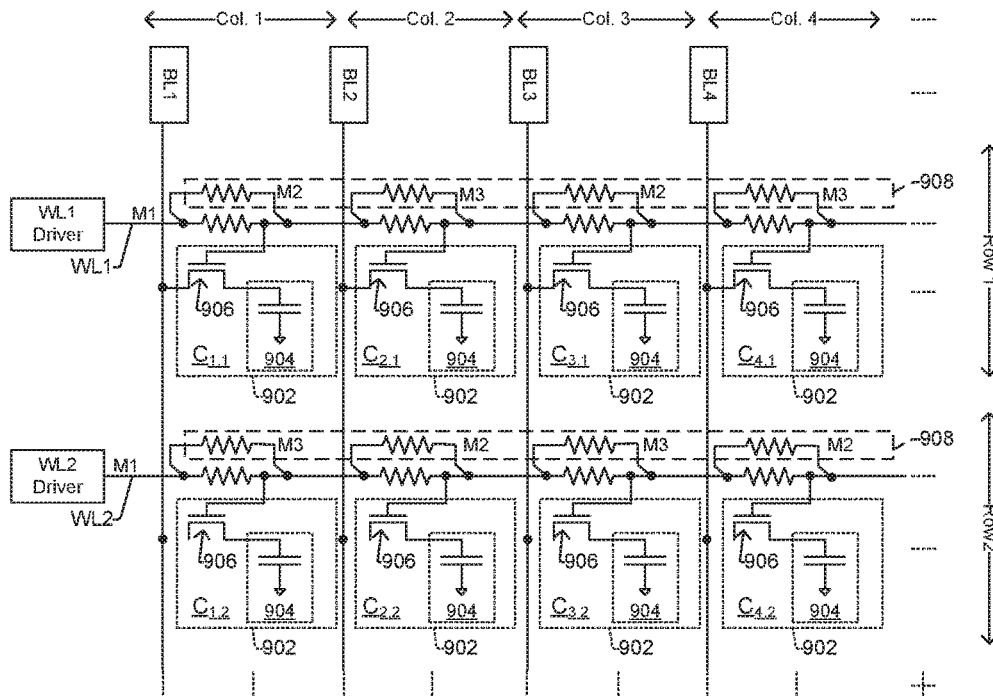 Col. 1 Col. 2 Col. 3 Col. 4
BL1 BL2 BL3 BL4
M2 M3 M2 M3 908
WL1 Driver M1
WL1
Row 1
906 906 906 906
C1,1 904 C2,1 904 C3,1 904 C4,1 904
902 902 902 902
M3 M2 M3 M2 908
WL2 Driver M1
WL2
Row2
906 906 906 906
C1,2 904 C2,2 904 C3,2 904 C4,2 904
902 902 902 902